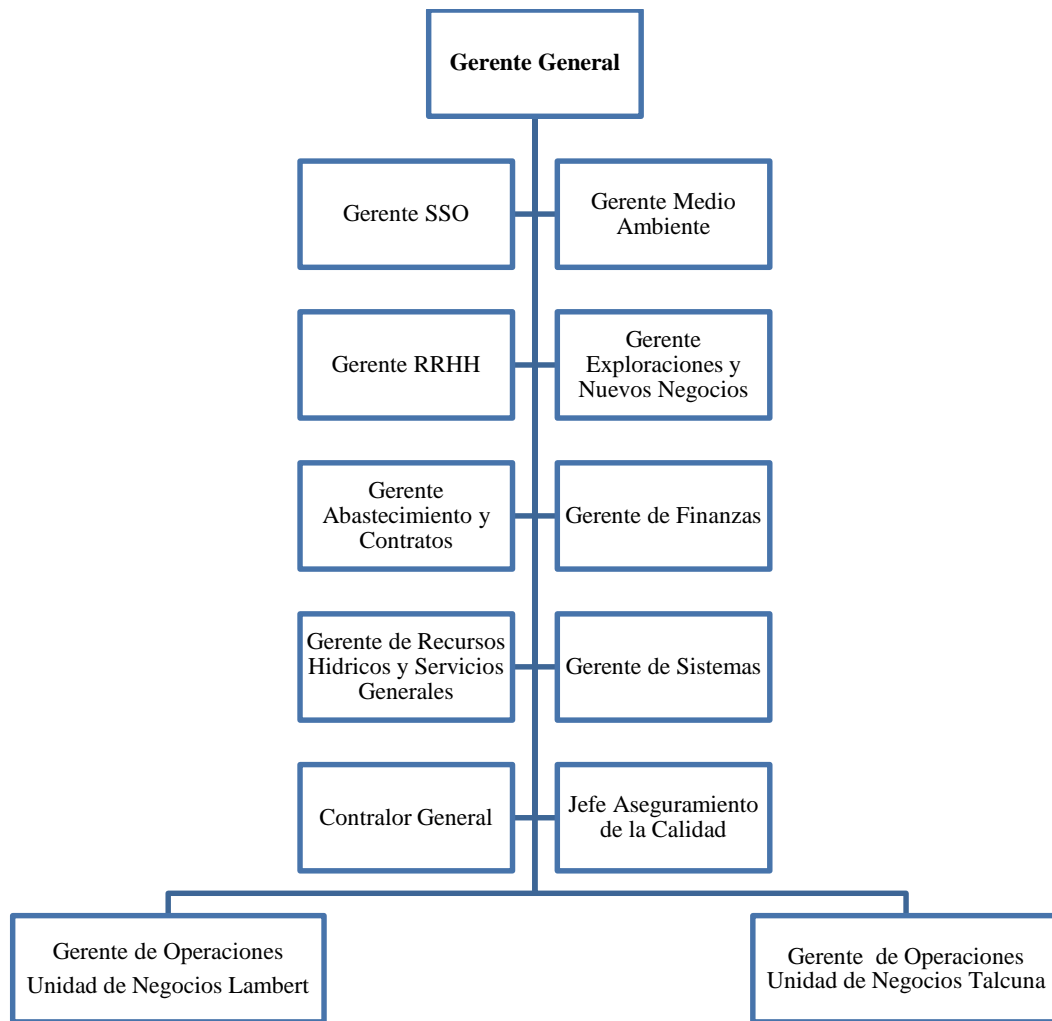 Gerente General
Gerente SSO
Gerente Medio
Ambiente
Gerente RRHH
Gerente
Exploraciones y
Nuevos Negocios
Gerente
Abastecimiento y
Contratos
Gerente de Finanzas
Gerente de Recursos
Hidricos y Servicios
Generales
Gerente de Sistemas
Contralor General
Jefe Aseguramiento
de la Calidad
Gerente de Operaciones
Unidad de Negocios Lambert
Gerente de Operaciones
Unidad de Negocios Talcuna